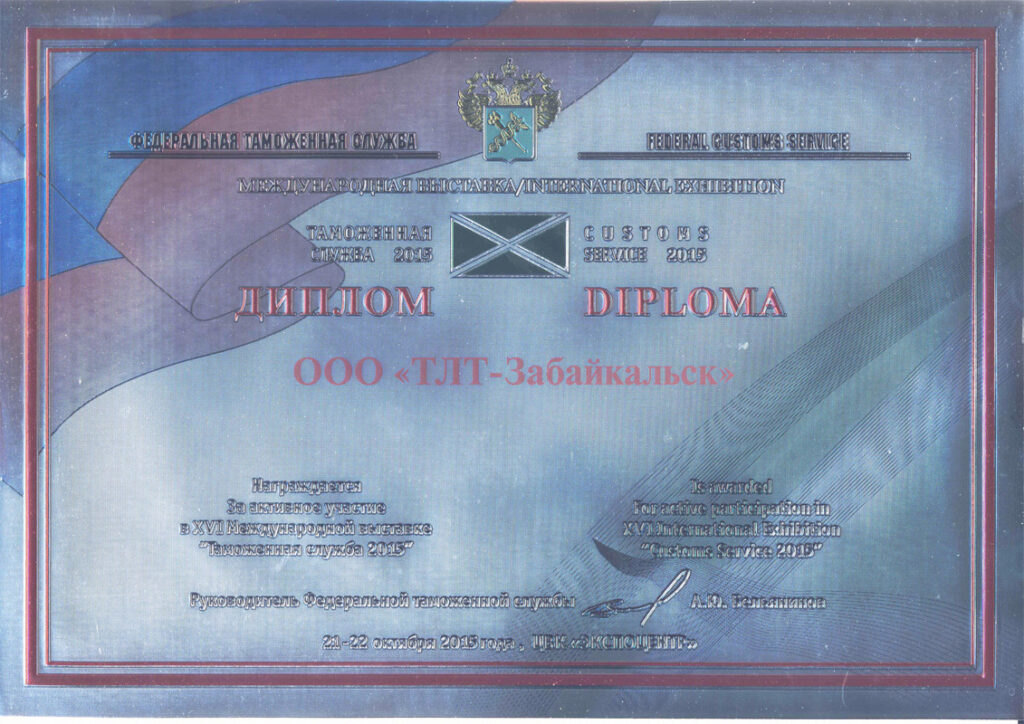 ФЕДЕРАЛЬНАЯ ТАМОЖЕННАЯ СЛУЖБА
FEDERAL CUSTOMS SERVICE
МЕЖДУНАРОДНАЯ ВЫСТАВКА/INTERNATIONAL EXHIBITION
ТАМОЖЕННАЯ
СЛУЖБА 2015
CUSTOMS
SERVICE 2015
ДИПЛОМ
DIPLOMA
ООО «ТЛТ-Забайкальск»
Награждается
За активное участие
в XVI Международной выставке
"Таможенная служба 2015"
Is awarded
For active participation in
XVI International Exhibition
"Customs Service 2015"
Руководитель Федеральной таможенной службы
А.Ю. Бельянинов
21-22 октября 2015 года , ЦВК «ЭКСПОЦЕНТР»